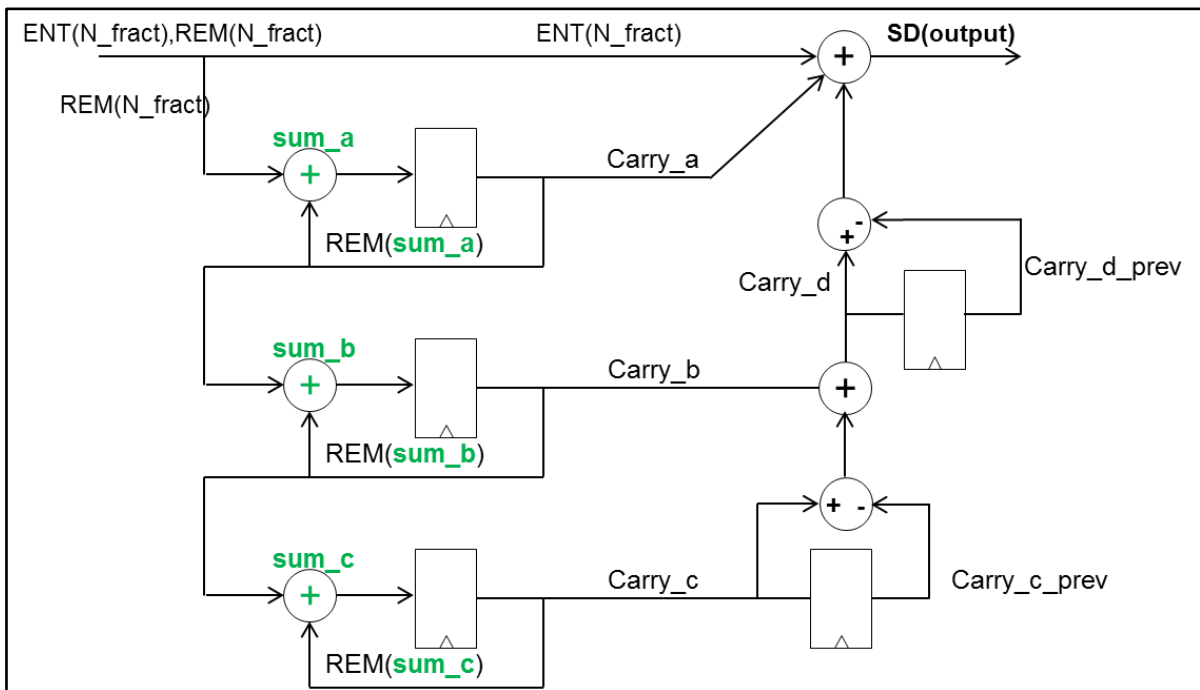 ENT(N_fract),REM(N_fract)
ENT(N_fract)
SD(output)
+
REM(N_fract)
sum_a
+
Carry_a
REM(sum_a)
-
+
Carry_d
Carry_d_prev
sum_b
+
Carry_b
+
REM(sum_b)
+ -
sum_c
+
Carry_c
Carry_c_prev
REM(sum_c)